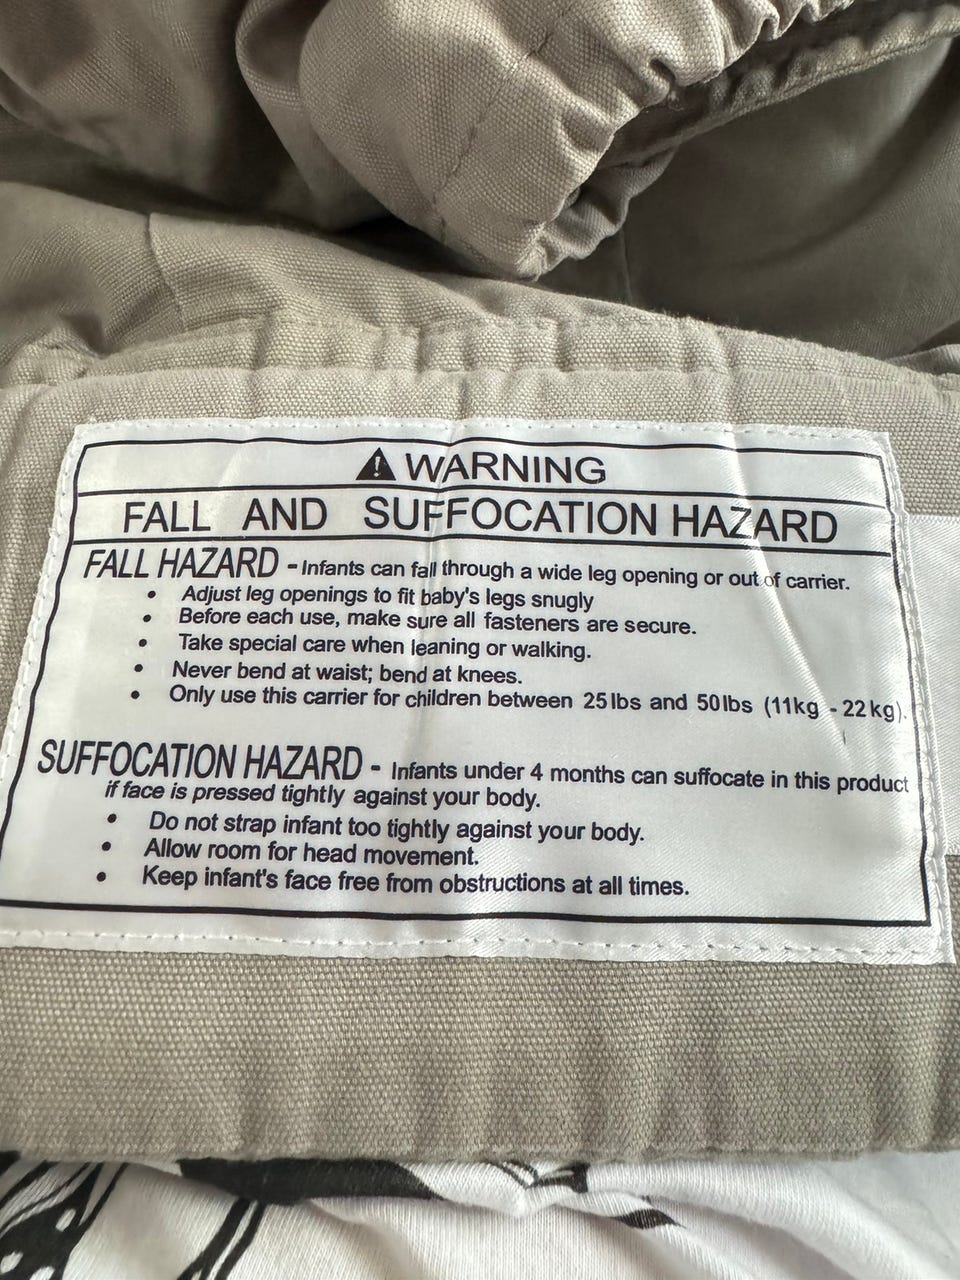 WARNING
FALL AND SUFFOCATION HAZARD
FALL HAZARD - Infants can fall through a wide leg opening or out of carrier.
• Adjust leg openings to fit baby's legs snugly
• Before each use, make sure all fasteners are secure.
• Take special care when leaning or walking.
• Never bend at waist; bend at knees.
• Only use this carrier for children between 25lbs and 50lbs (11kg - 22kg).
SUFFOCATION HAZARD - Infants under 4 months can suffocate in this product
if face is pressed tightly against your body.
• Do not strap infant too tightly against your body.
• Allow room for head movement.
• Keep infant's face free from obstructions at all times.